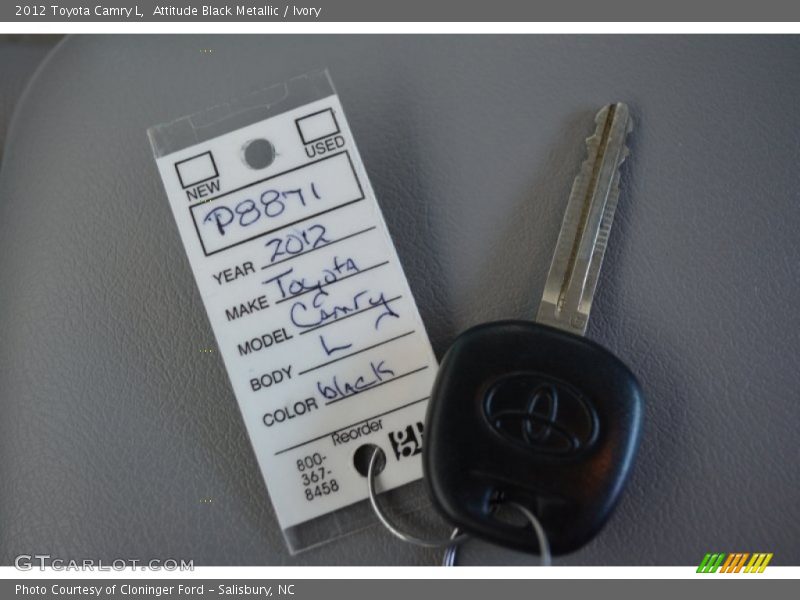 2012 Toyota Camry L,  Attitude Black Metallic / Ivory
NEW USED
P8871
YEAR 2012
MAKE Toyota
MODEL Camry
BODY L
COLOR black
Reorder
800-
367-
8458
GTCARLOT.COM
Photo Courtesy of Cloninger Ford – Salisbury, NC